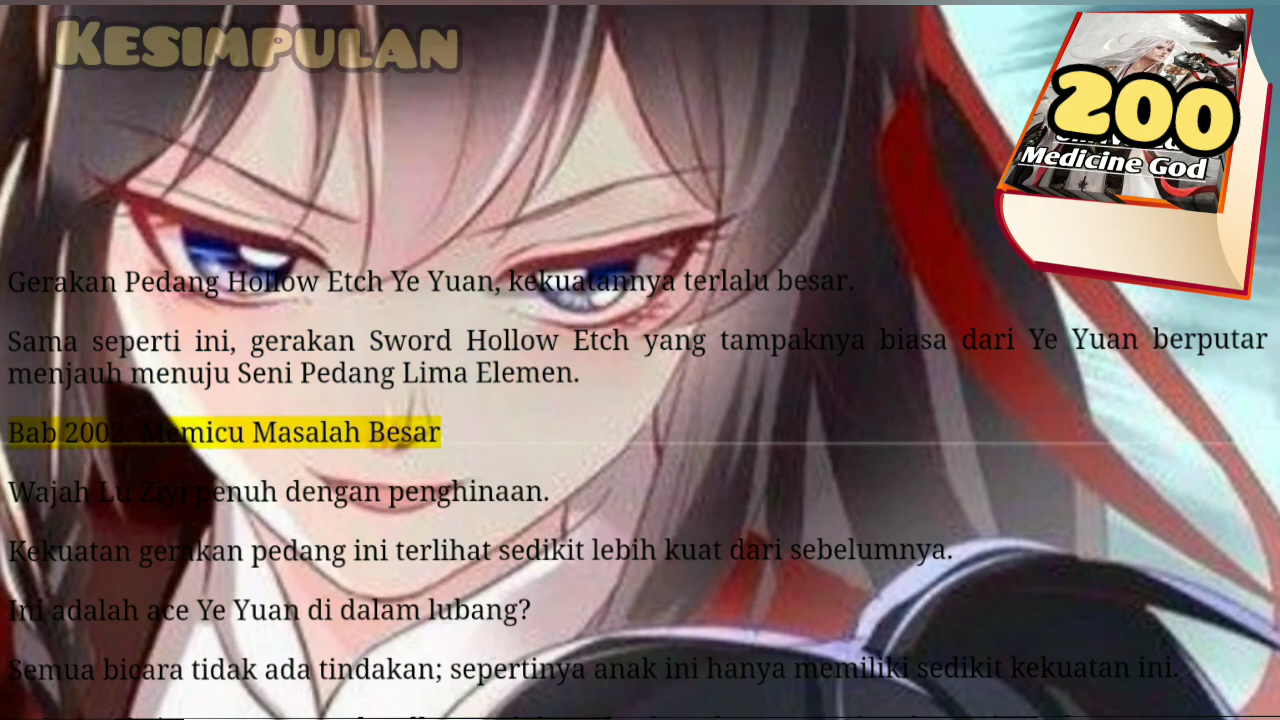 KESIMPULAN
200
Medicine God
Gerakan Pedang Hollow Etch Ye Yuan, kekuatannya terlalu besar.
Sama seperti ini, gerakan Sword Hollow Etch yang tampaknya biasa dari Ye Yuan berputar
menjauh menuju Seni Pedang Lima Elemen.
Bab 2002: Memicu Masalah Besar
Wajah Lu Ziyi penuh dengan penghinaan.
Kekuatan gerakan pedang ini terlihat sedikit lebih kuat dari sebelumnya.
Ini adalah ace Ye Yuan di dalam lubang?
Semua bicara tidak ada tindakan; sepertinya anak ini hanya memiliki sedikit kekuatan ini.